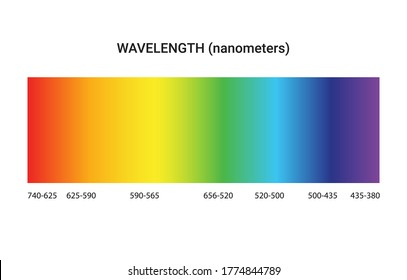 WAVELENGTH (nanometers)
740-625 625-590 590-565 656-520 520-500 500-435 435-380
shutterstock.com · 1774844789